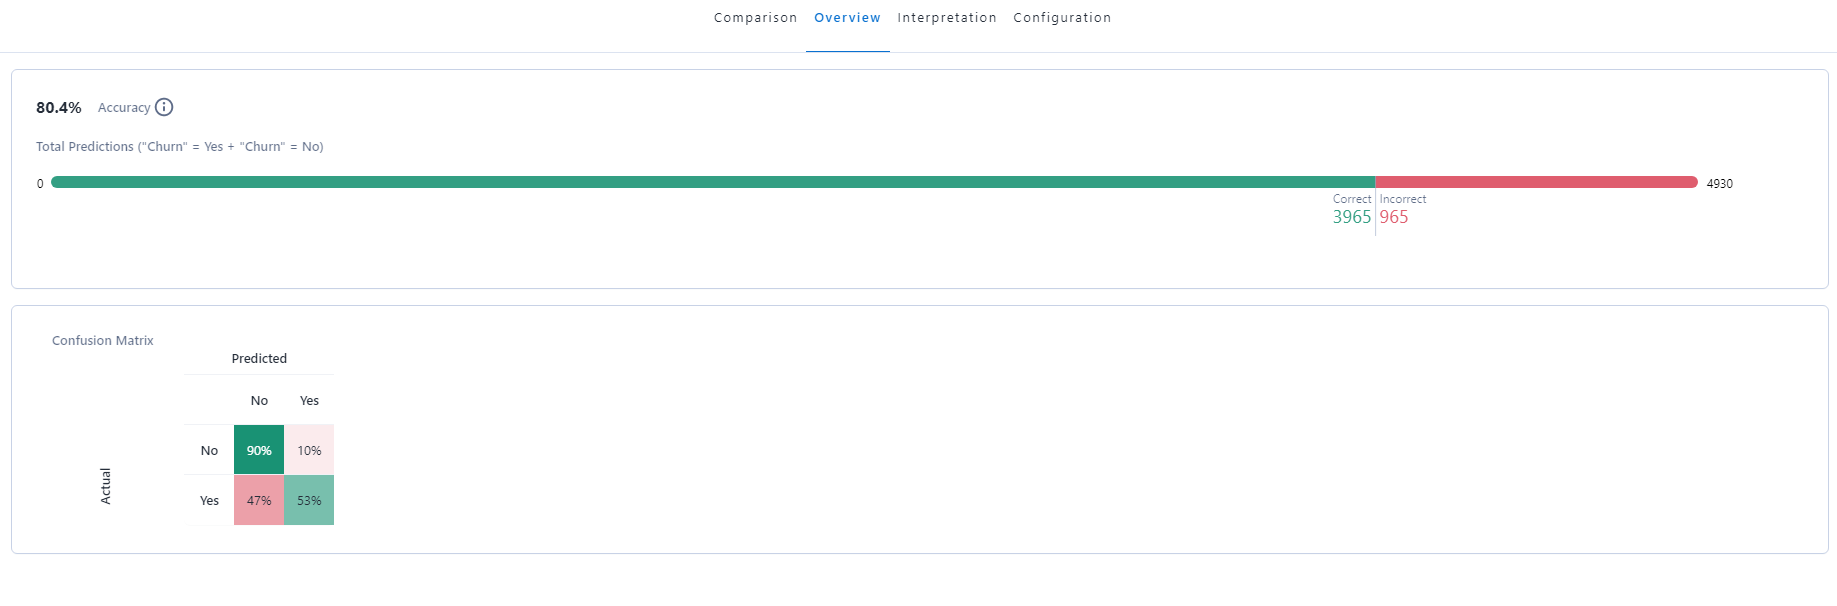 Comparison Overview Interpretation Configuration
80.4% Accuracy
Total Predictions ("Churn" = Yes + "Churn" = No)
0 4930
Correct Incorrect
3965 965
Confusion Matrix
Predicted
No Yes
No 90% 10%
Actual
Yes 47% 53%